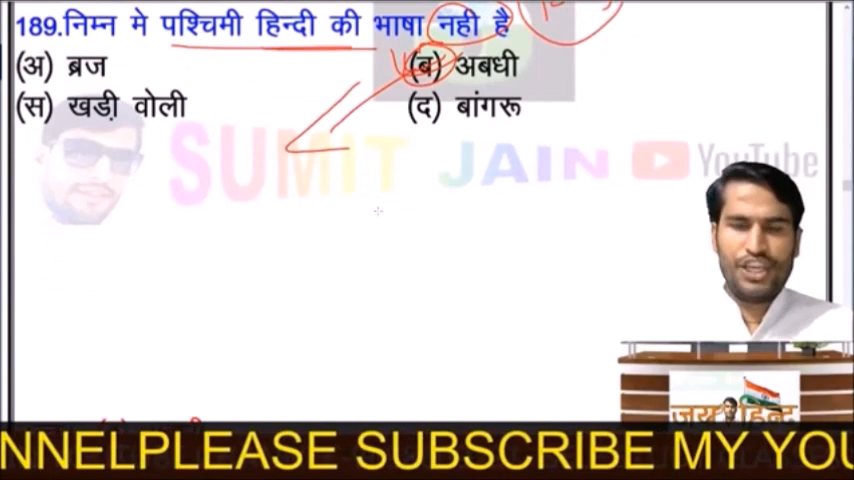 189.निम्न मे पश्चिमी हिन्दी की भाषा नही है
(अ) ब्रज (ब) अबधी
(स) खडी़ वोली (द) बांगरू
SUMIT JAIN YouTube
जय हिन्द
NNELPLEASE SUBSCRIBE MY YOU